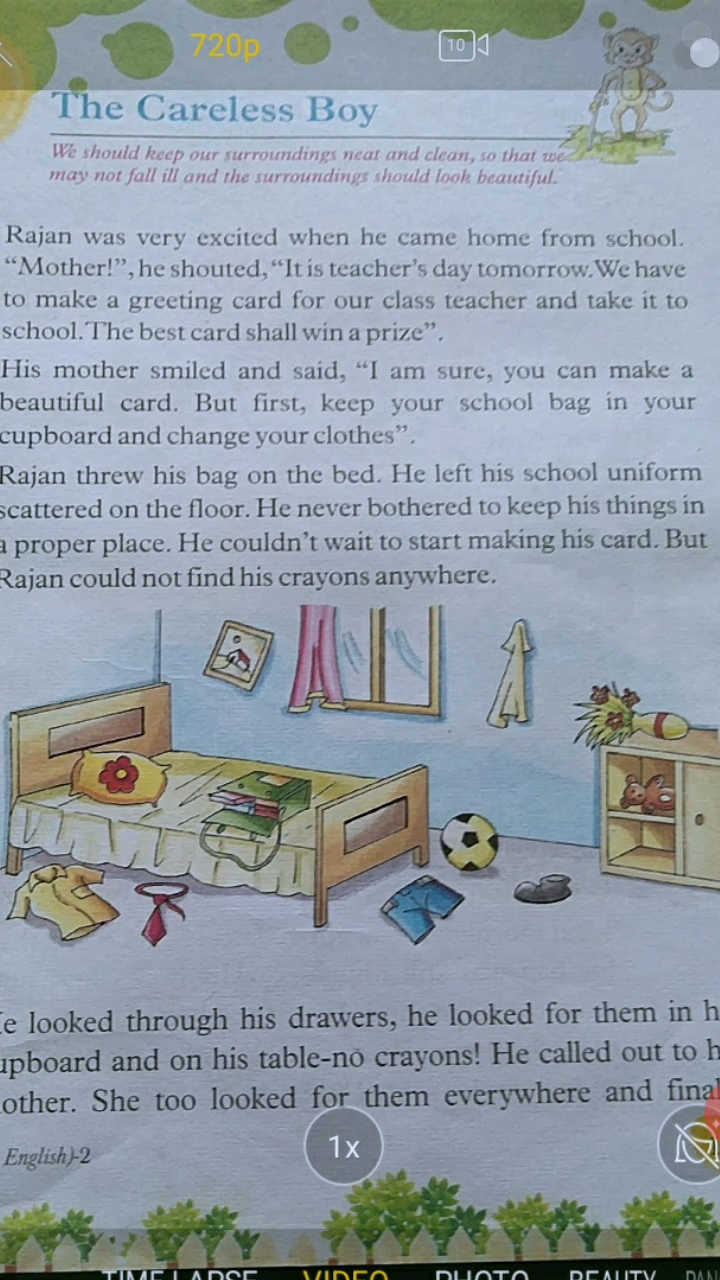 720p
10
The Careless Boy
We should keep our surroundings neat and clean, so that we
may not fall ill and the surroundings should look beautiful.
Rajan was very excited when he came home from school.
“Mother!”, he shouted, “It is teacher’s day tomorrow. We have
to make a greeting card for our class teacher and take it to
school. The best card shall win a prize”.
His mother smiled and said, “I am sure, you can make a
beautiful card. But first, keep your school bag in your
cupboard and change your clothes”.
Rajan threw his bag on the bed. He left his school uniform
scattered on the floor. He never bothered to keep his things in
a proper place. He couldn’t wait to start making his card. But
Rajan could not find his crayons anywhere.
looked through his drawers, he looked for them in
and on his table-no crayons! He called out to
She too looked for them everywhere and
English)-2
1x
TIME LAPSE VIDEO PHOTO BEAUTY